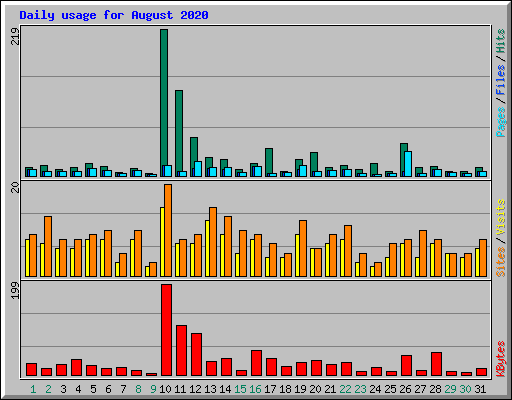 Daily usage for August 2020
219
Pages / Files / Hits
20
Sites / Visits
199
KBytes
1 2 3 4 5 6 7 8 9 10 11 12 13 14 15 16 17 18 19 20 21 22 23 24 25 26 27 28 29 30 31